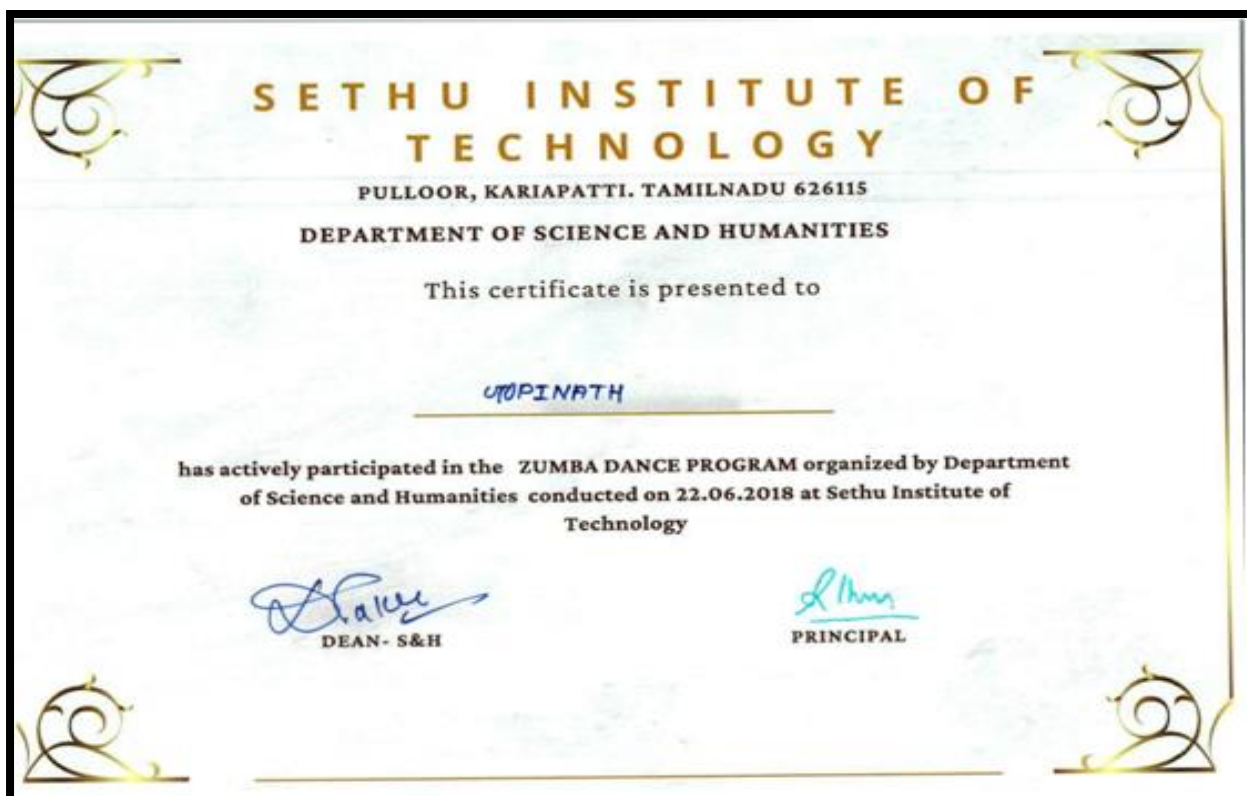 SETHU INSTITUTE OF
TECHNOLOGY
PULLOOR, KARIAPATTI. TAMILNADU 626115
DEPARTMENT OF SCIENCE AND HUMANITIES
This certificate is presented to
has actively participated in the ZUMBA DANCE PROGRAM organized by Department
of Science and Humanities conducted on 22.06.2018 at Sethu Institute of
Technology
DEAN- S&H
PRINCIPAL